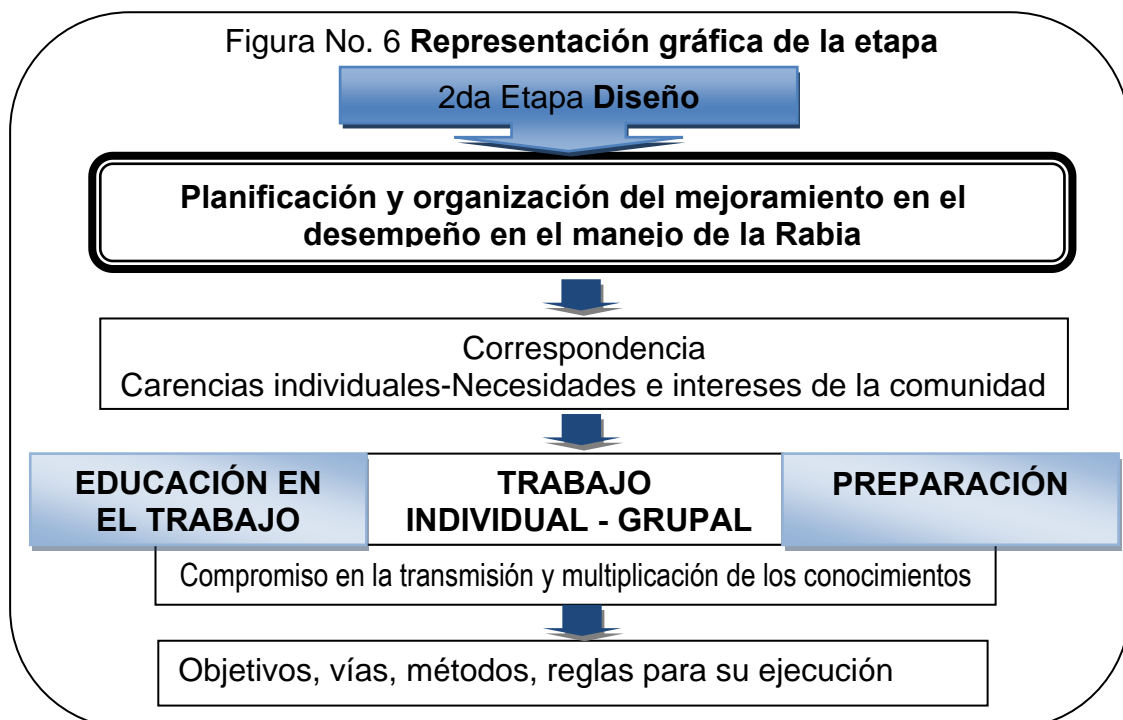 Figura No. 6 Representación gráfica de la etapa
2da Etapa Diseño
Planificación y organización del mejoramiento en el
desempeño en el manejo de la Rabia
Correspondencia
Carencias individuales-Necesidades e intereses de la comunidad
EDUCACIÓN EN
EL TRABAJO
TRABAJO
INDIVIDUAL - GRUPAL
PREPARACIÓN
Compromiso en la transmisión y multiplicación de los conocimientos
Objetivos, vías, métodos, reglas para su ejecución